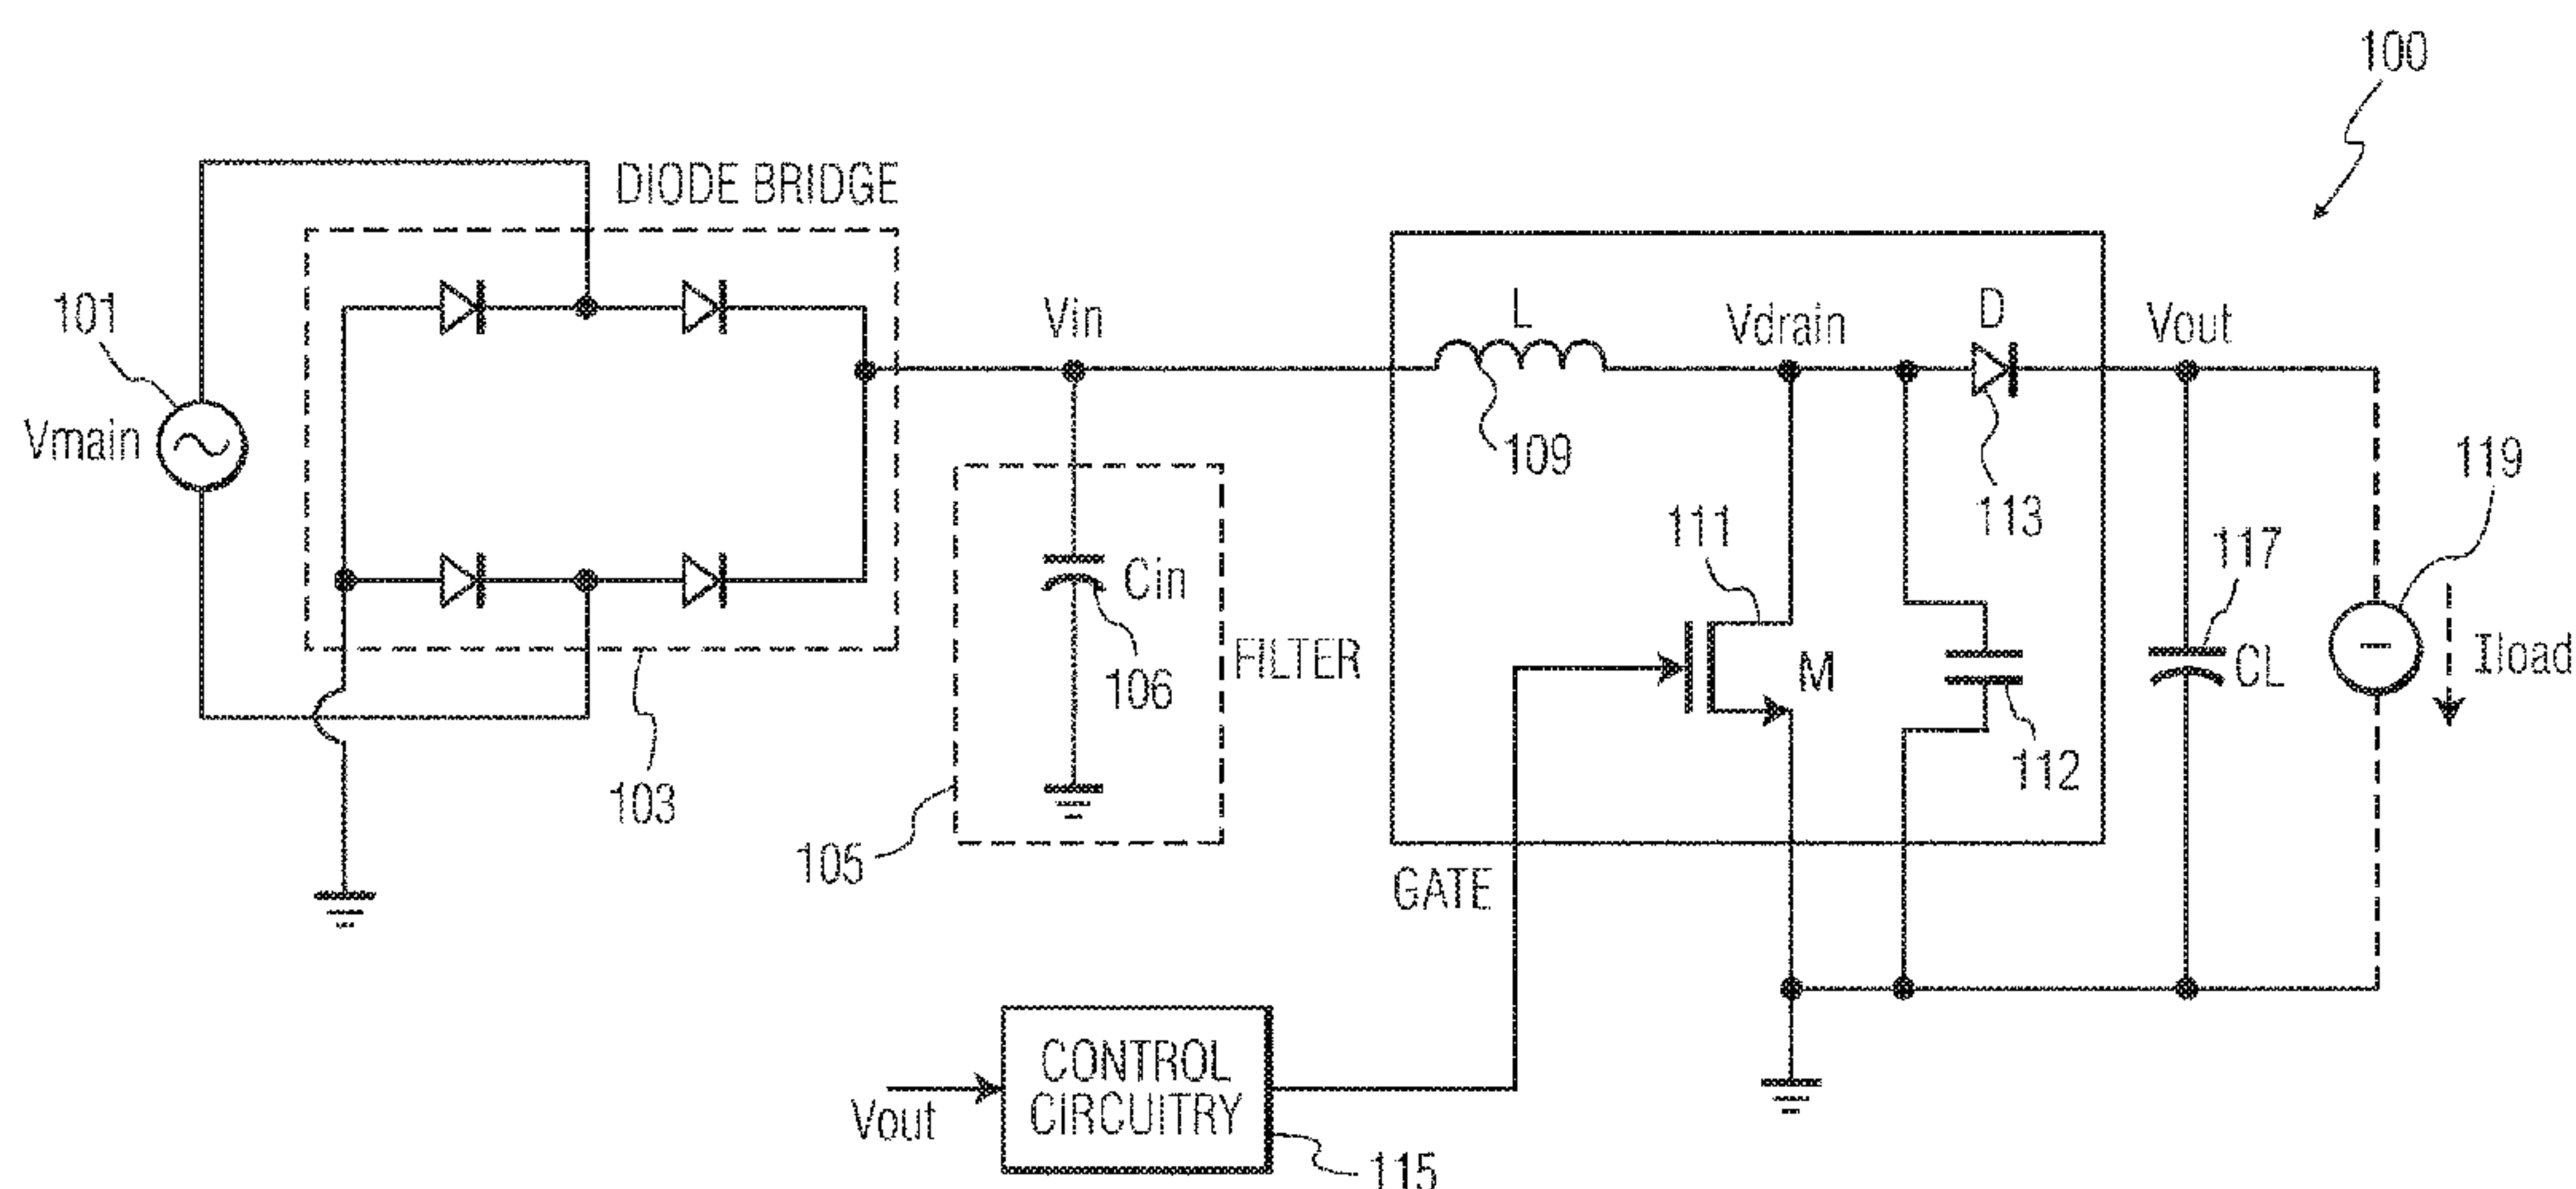 100
DIODE BRIDGE
101
Vmain
103
Vin
Cin
106
FILTER
105
L
109
Vdrain
D
113
Vout
111
M
112
117
CL
119
Iload
GATE
Vout
CONTROL
CIRCUITRY
115